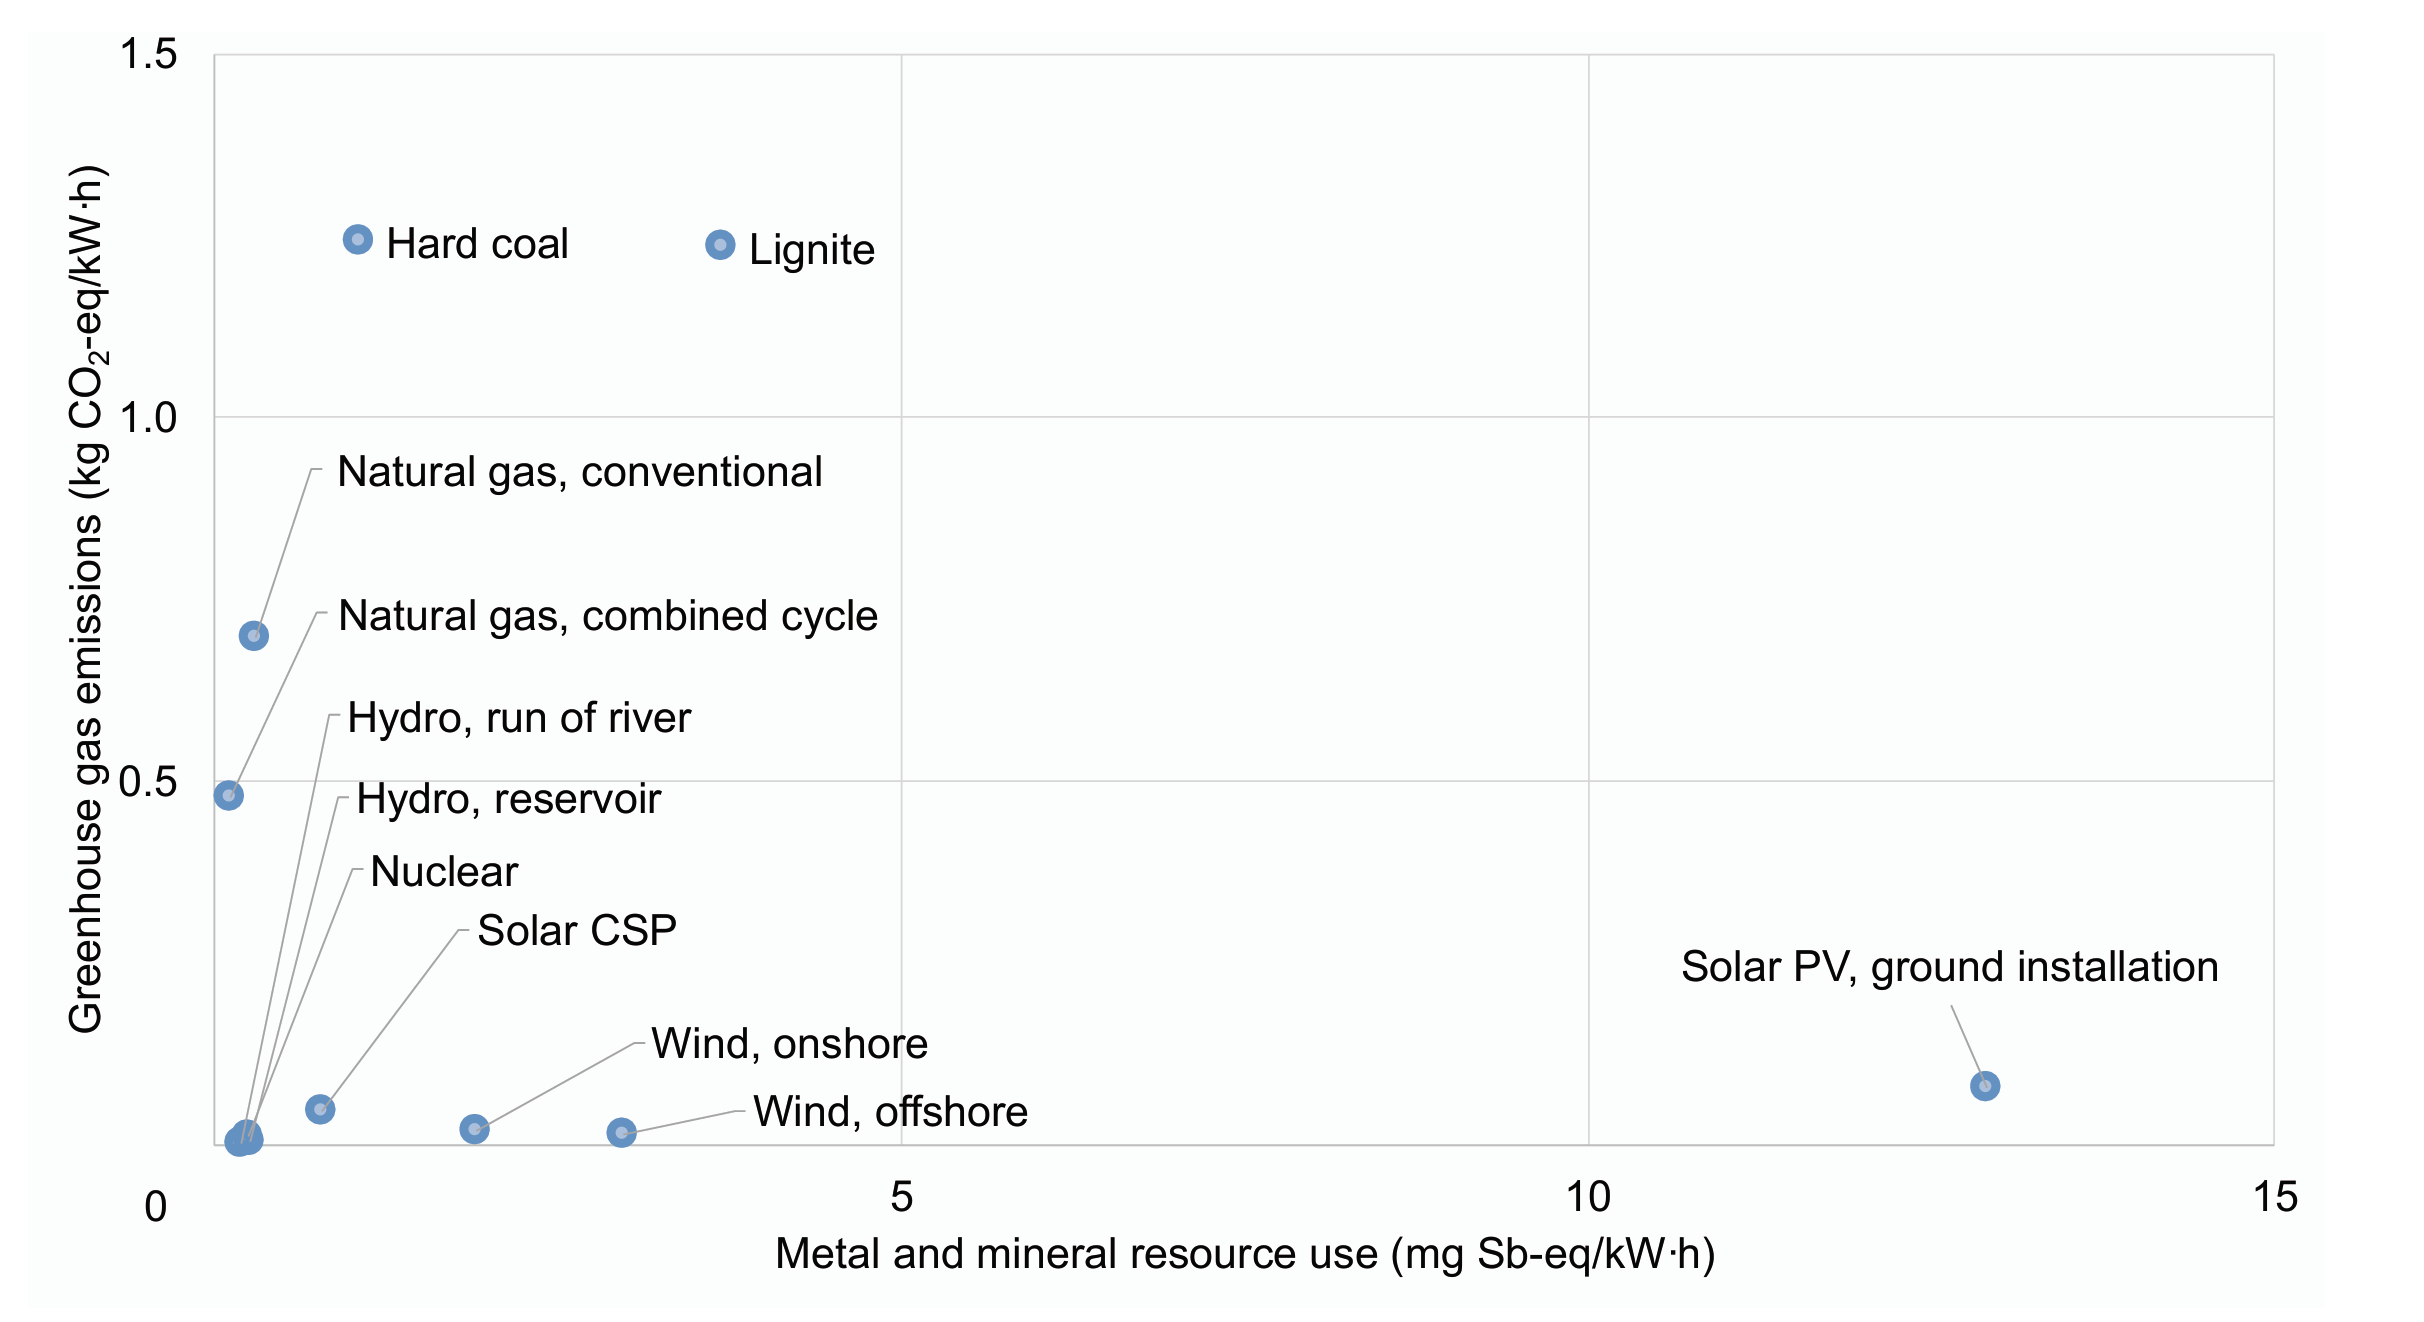 1.5
Hard coal
Lignite
Greenhouse gas emissions (kg CO₂-eq/kW·h)
1.0
Natural gas, conventional
Natural gas, combined cycle
Hydro, run of river
0.5
Hydro, reservoir
Nuclear
Solar CSP
Solar PV, ground installation
Wind, onshore
Wind, offshore
0
5
10
15
Metal and mineral resource use (mg Sb-eq/kW·h)